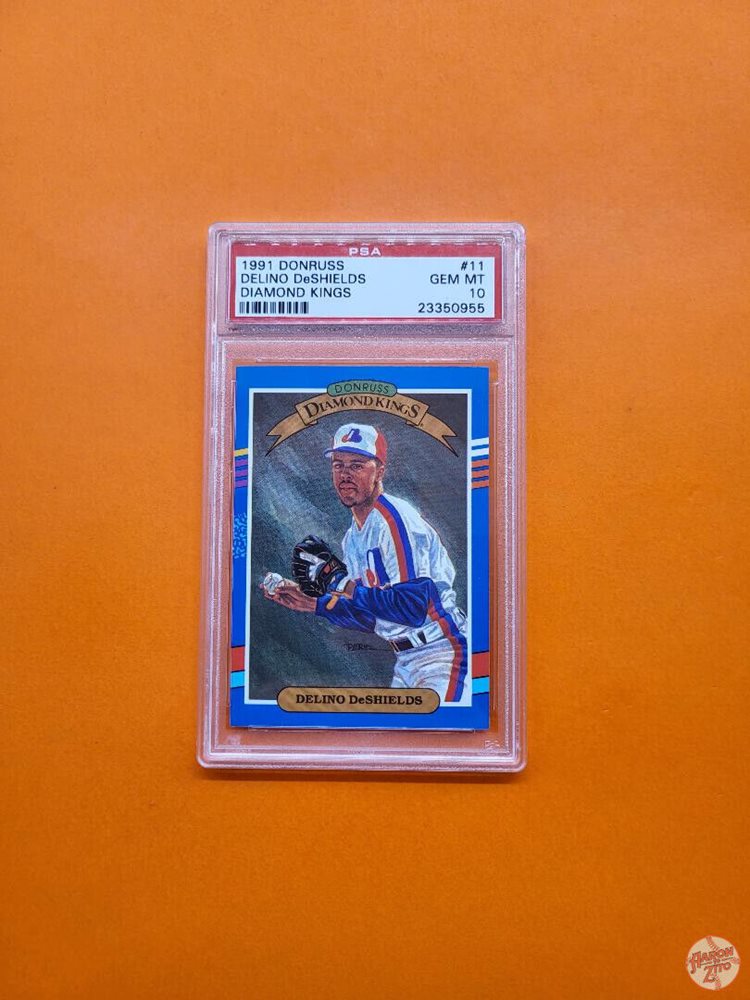 PSA
1991 DONRUSS #11
DELINO DeSHIELDS GEM MT
DIAMOND KINGS 10
23350955
DONRUSS
DIAMOND KINGS
DELINO DeSHIELDS
AARON
ZITO